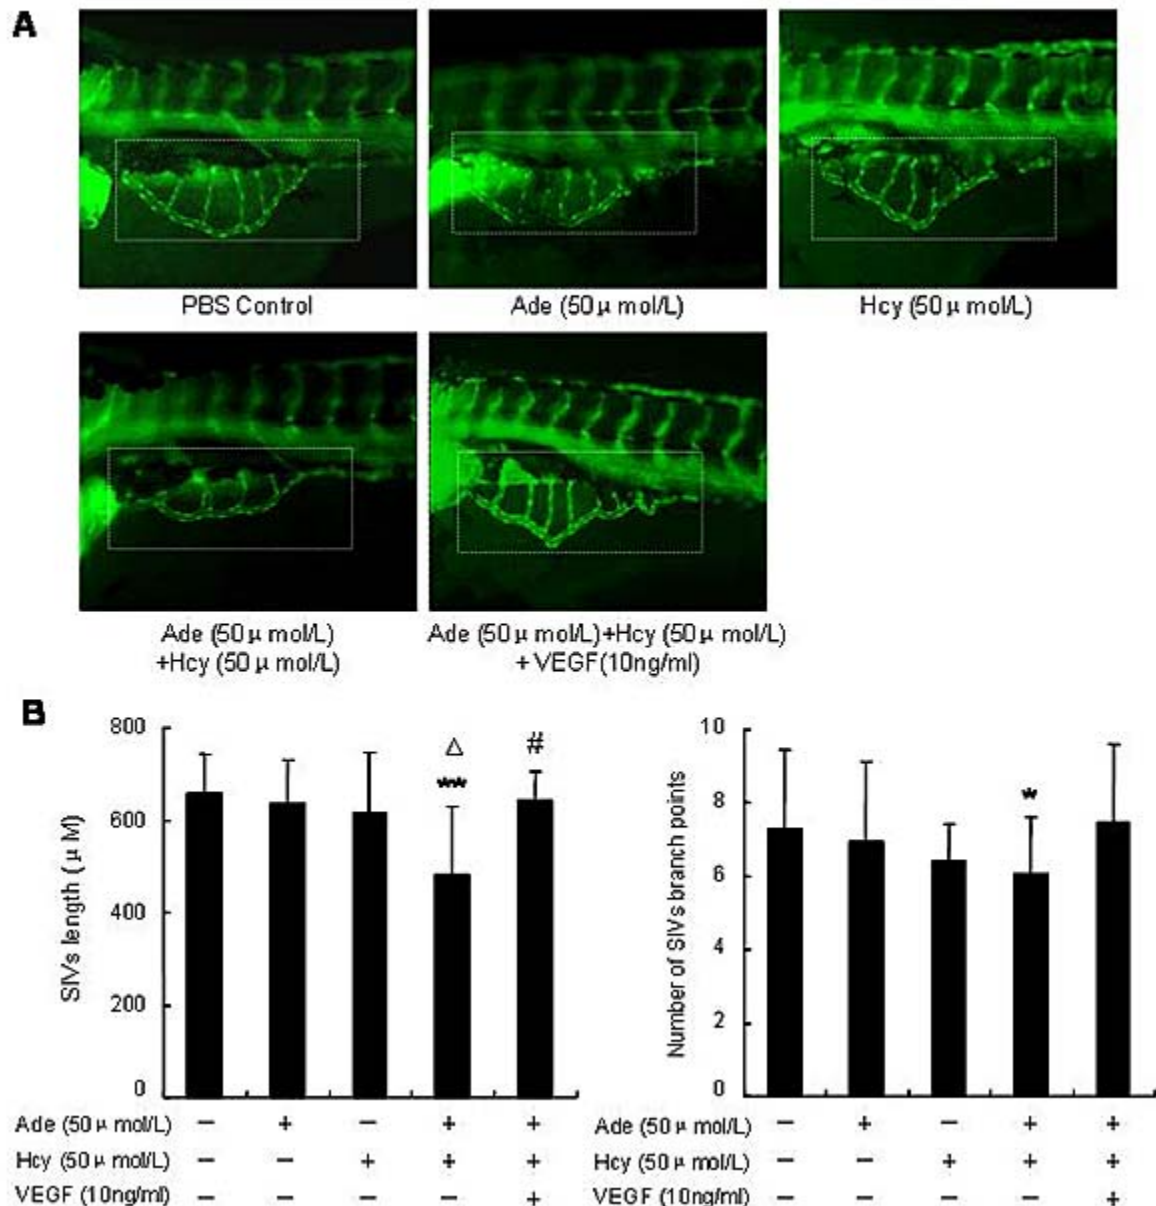 A
PBS Control
Ade (50 μ mol/L)
Hcy (50 μ mol/L)
Ade (50 μ mol/L)
+Hcy (50 μ mol/L)
Ade (50 μ mol/L)+Hcy (50 μ mol/L)
+ VEGF(10ng/ml)
B
SIVs length ( μ M)
800
600
400
200
0
△
**
#
Ade (50 μ mol/L) − + − + +
Hcy (50 μ mol/L) − − + + +
VEGF (10ng/ml) − − − − +
Number of SIVs branch points
10
8
6
4
2
0
*
Ade (50 μ mol/L) − + − + +
Hcy (50 μ mol/L) − − + + +
VEGF (10ng/ml) − − − − +